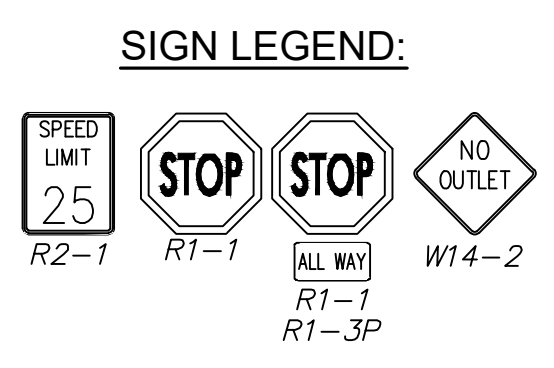 SIGN LEGEND:
SPEED
LIMIT
25
R2-1
STOP
R1-1
STOP
ALL WAY
R1-1
R1-3P
NO
OUTLET
W14-2